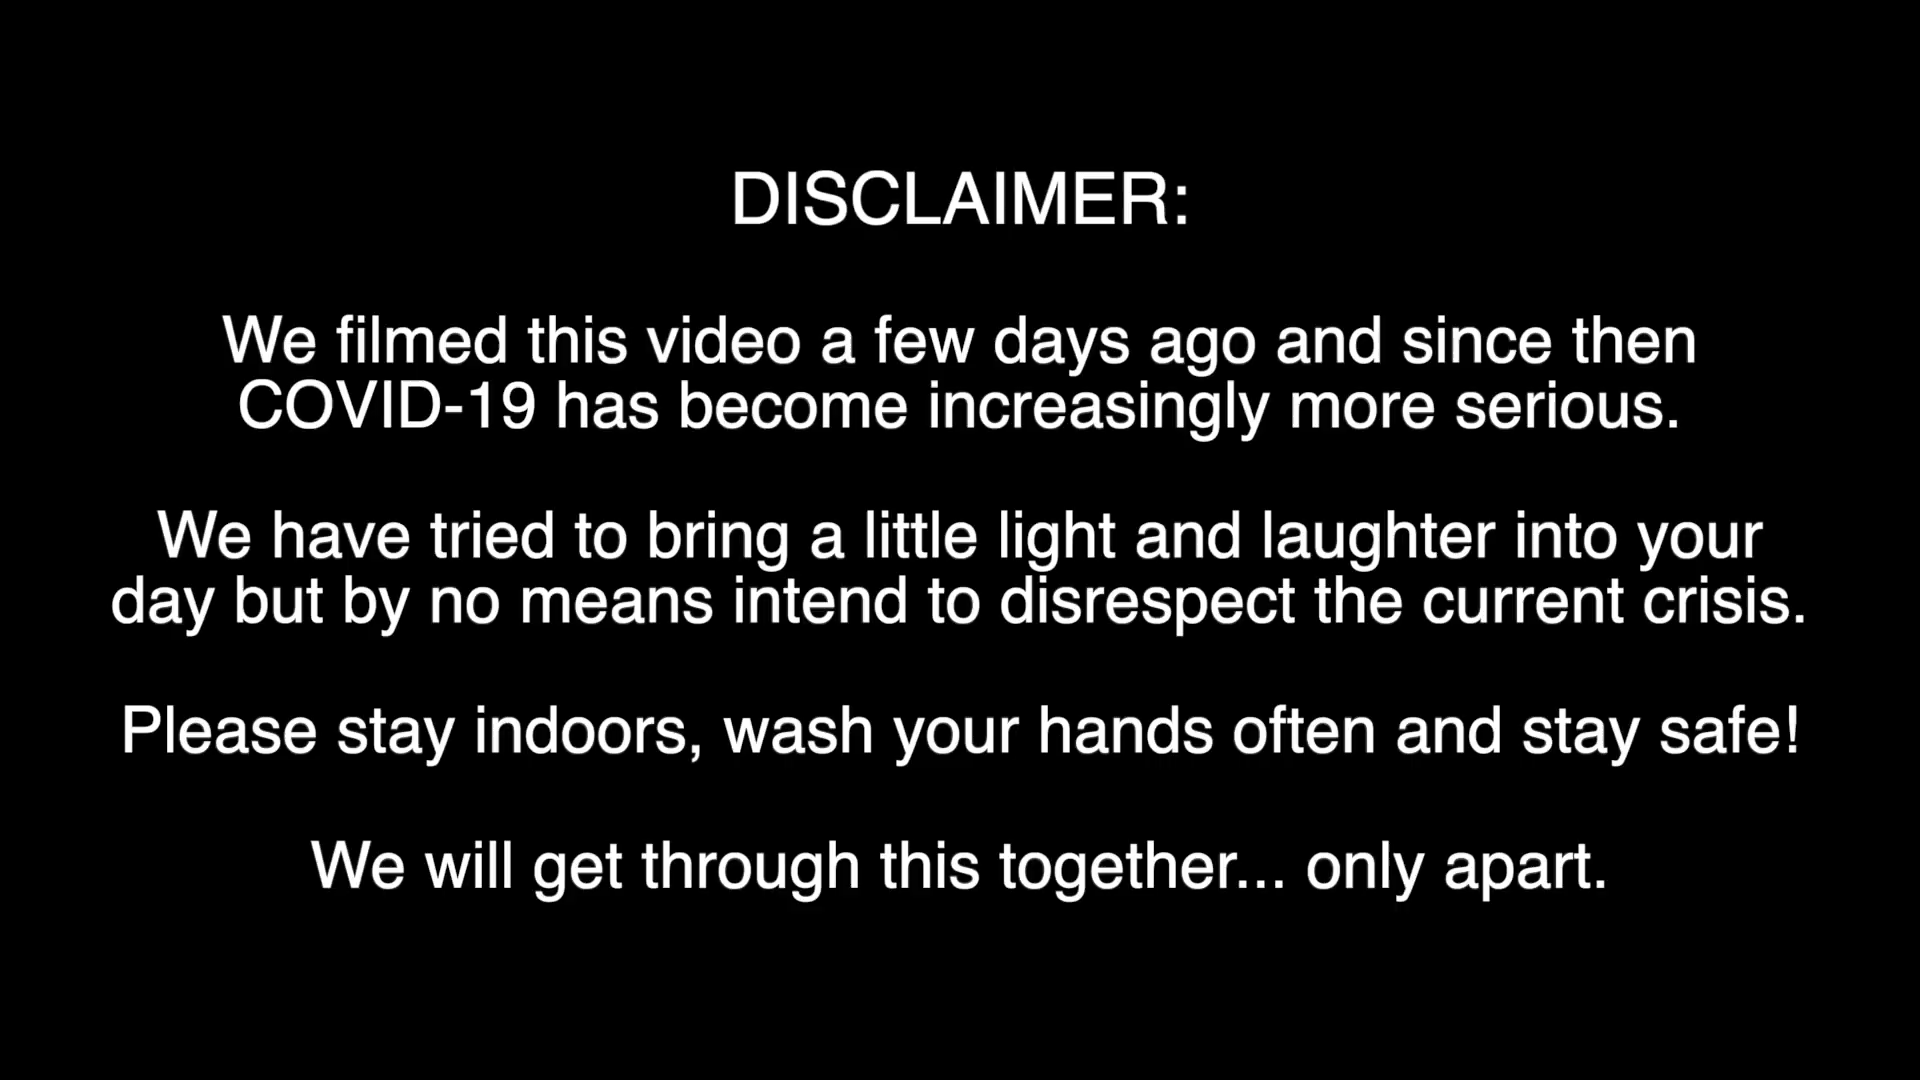 DISCLAIMER:
We filmed this video a few days ago and since then
COVID-19 has become increasingly more serious.
We have tried to bring a little light and laughter into your
day but by no means intend to disrespect the current crisis.
Please stay indoors, wash your hands often and stay safe!
We will get through this together... only apart.